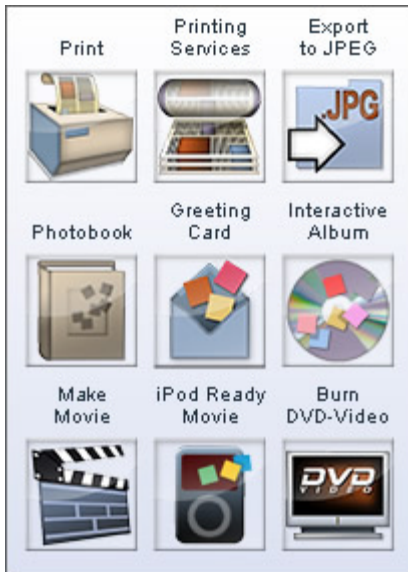 Print
Printing
Services
Export
to JPEG
.JPG
Photobook
Greeting
Card
Interactive
Album
Make
Movie
iPod Ready
Movie
Burn
DVD-Video
DVD
VIDEO